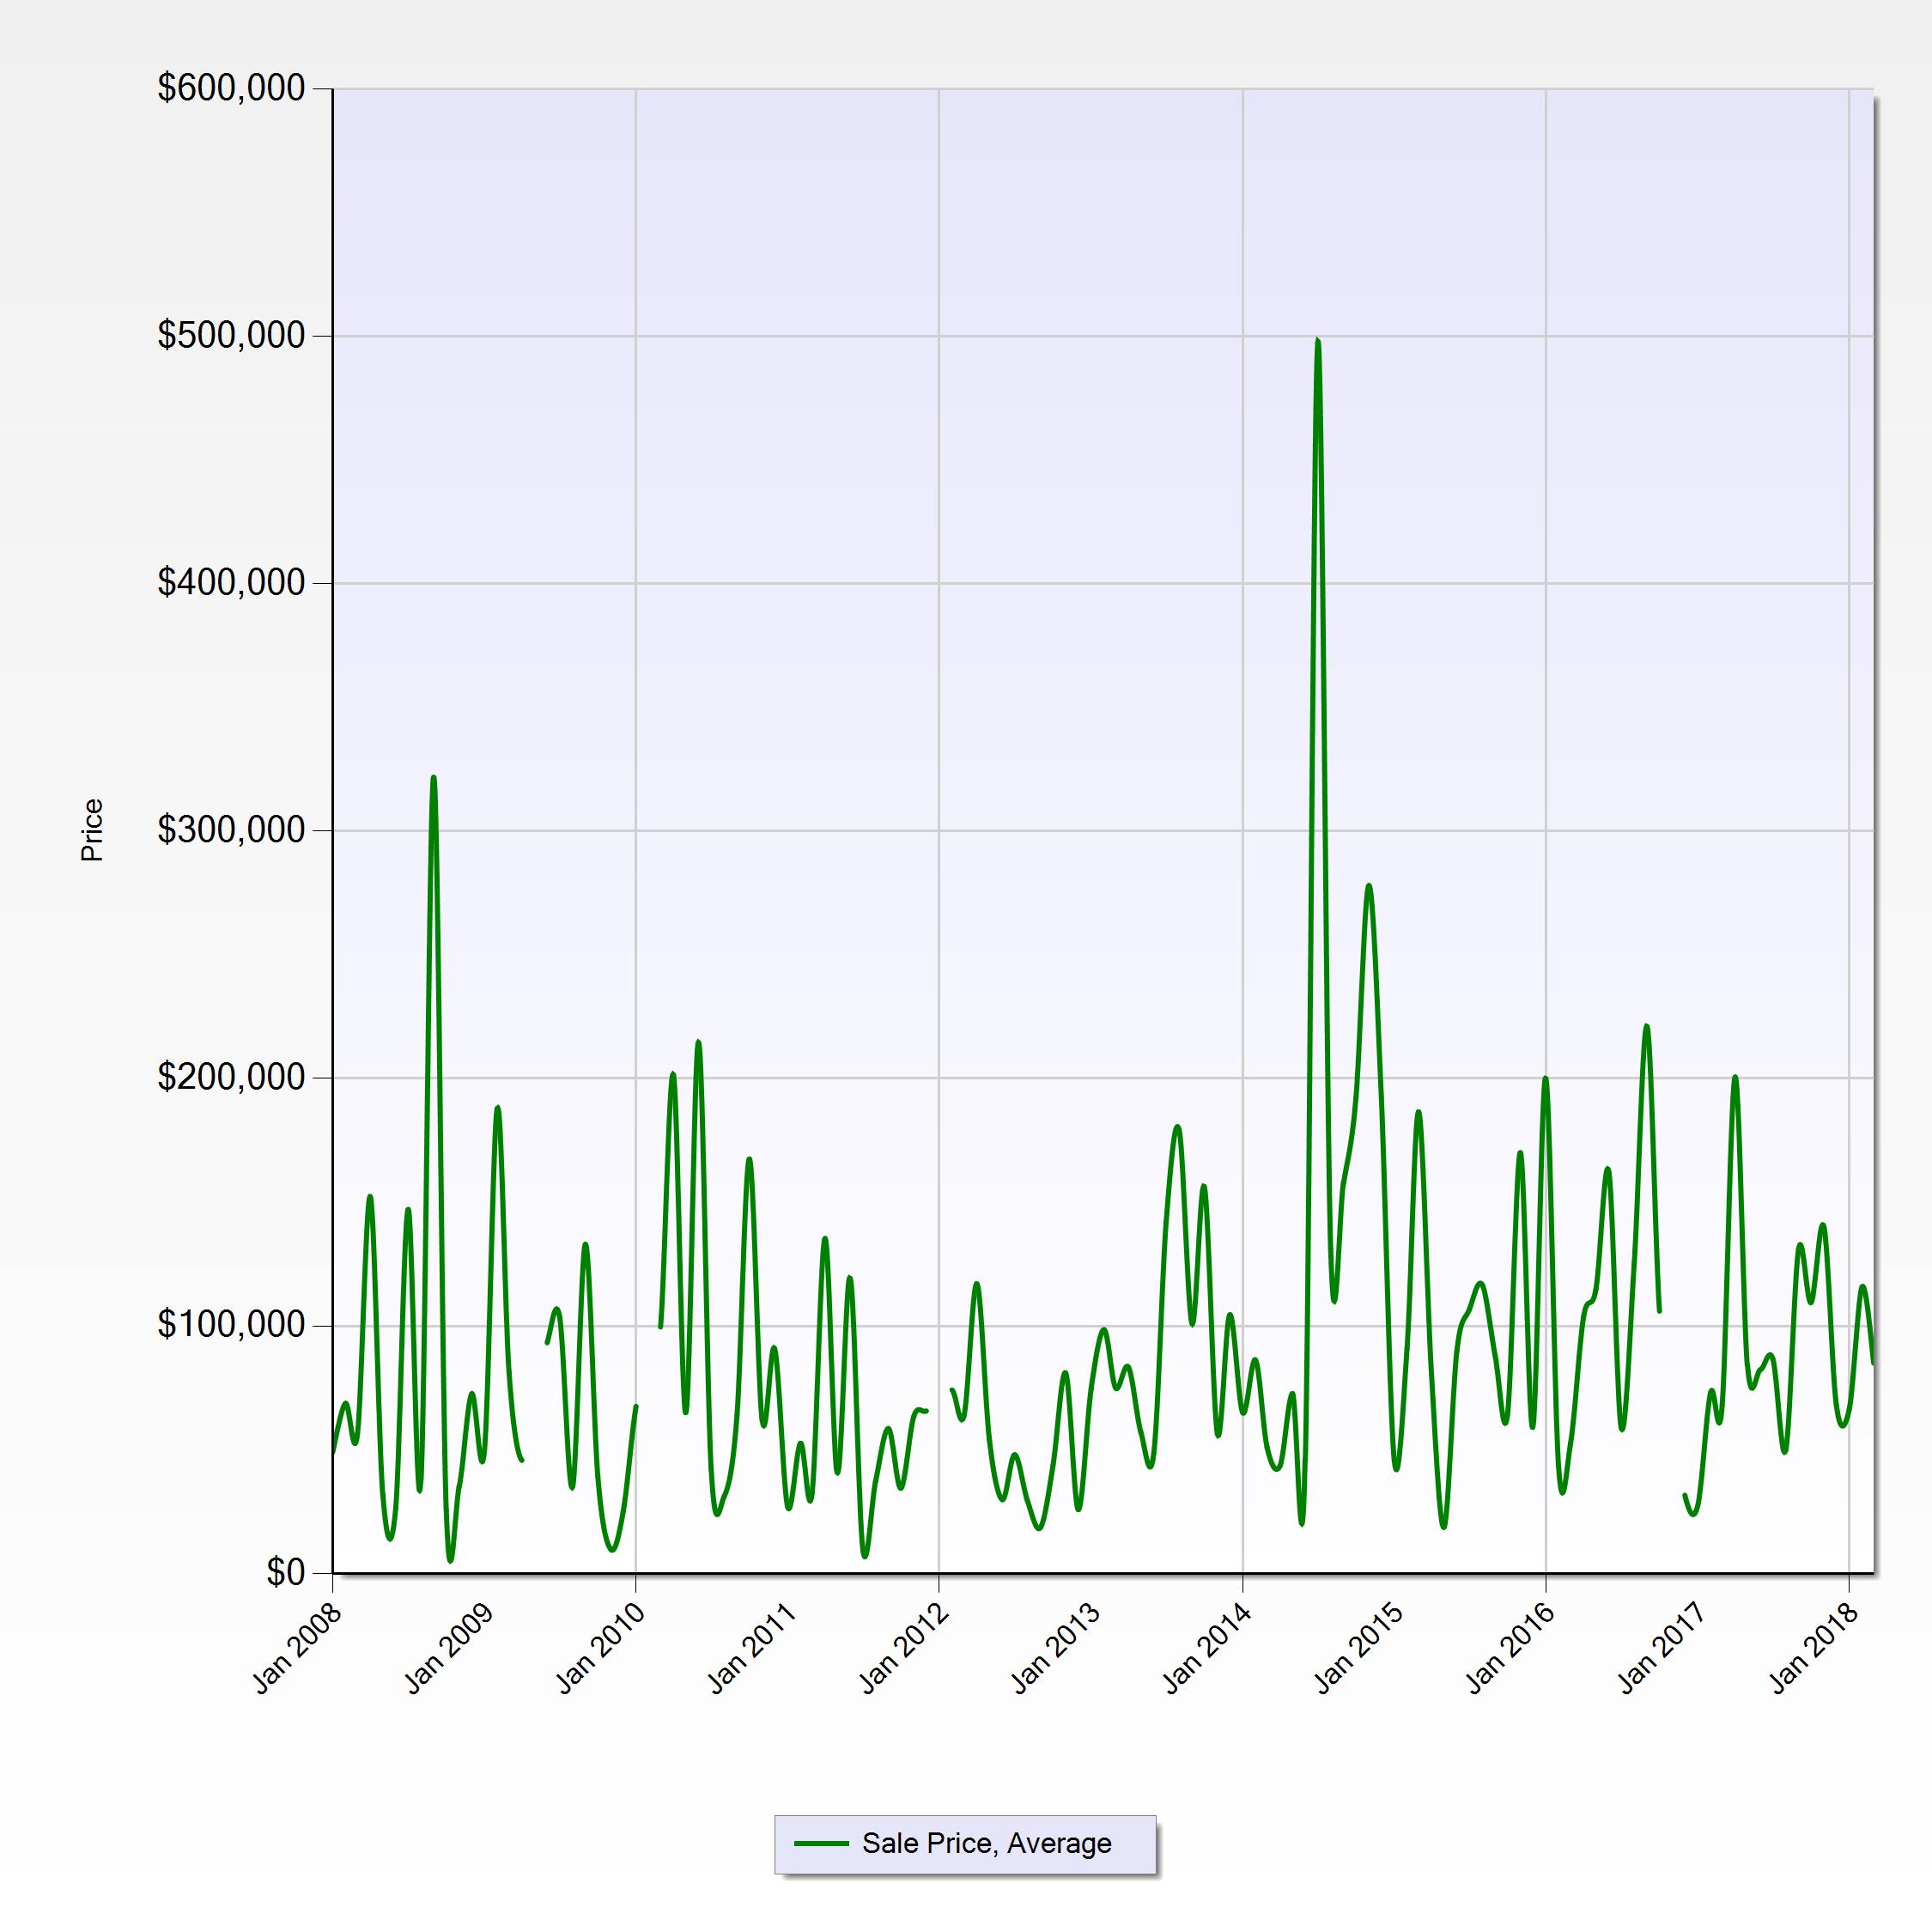 $600,000
$500,000
$400,000
$300,000
$200,000
$100,000
$0
Price
Jan 2008
Jan 2009
Jan 2010
Jan 2011
Jan 2012
Jan 2013
Jan 2014
Jan 2015
Jan 2016
Jan 2017
Jan 2018
Sale Price, Average